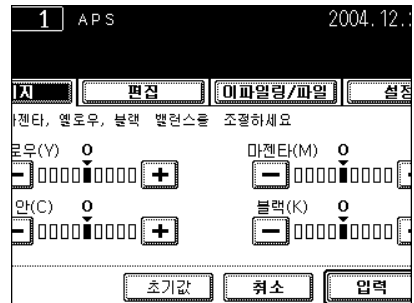 1 APS 2004.12.
지 편집 이파일링/파일 설정
젠타, 옐로우, 블랙 밸런스를 조절하세요
로우(Y) 0 마젠타(M) 0
안(C) 0 블랙(K) 0
초기값 취소 입력